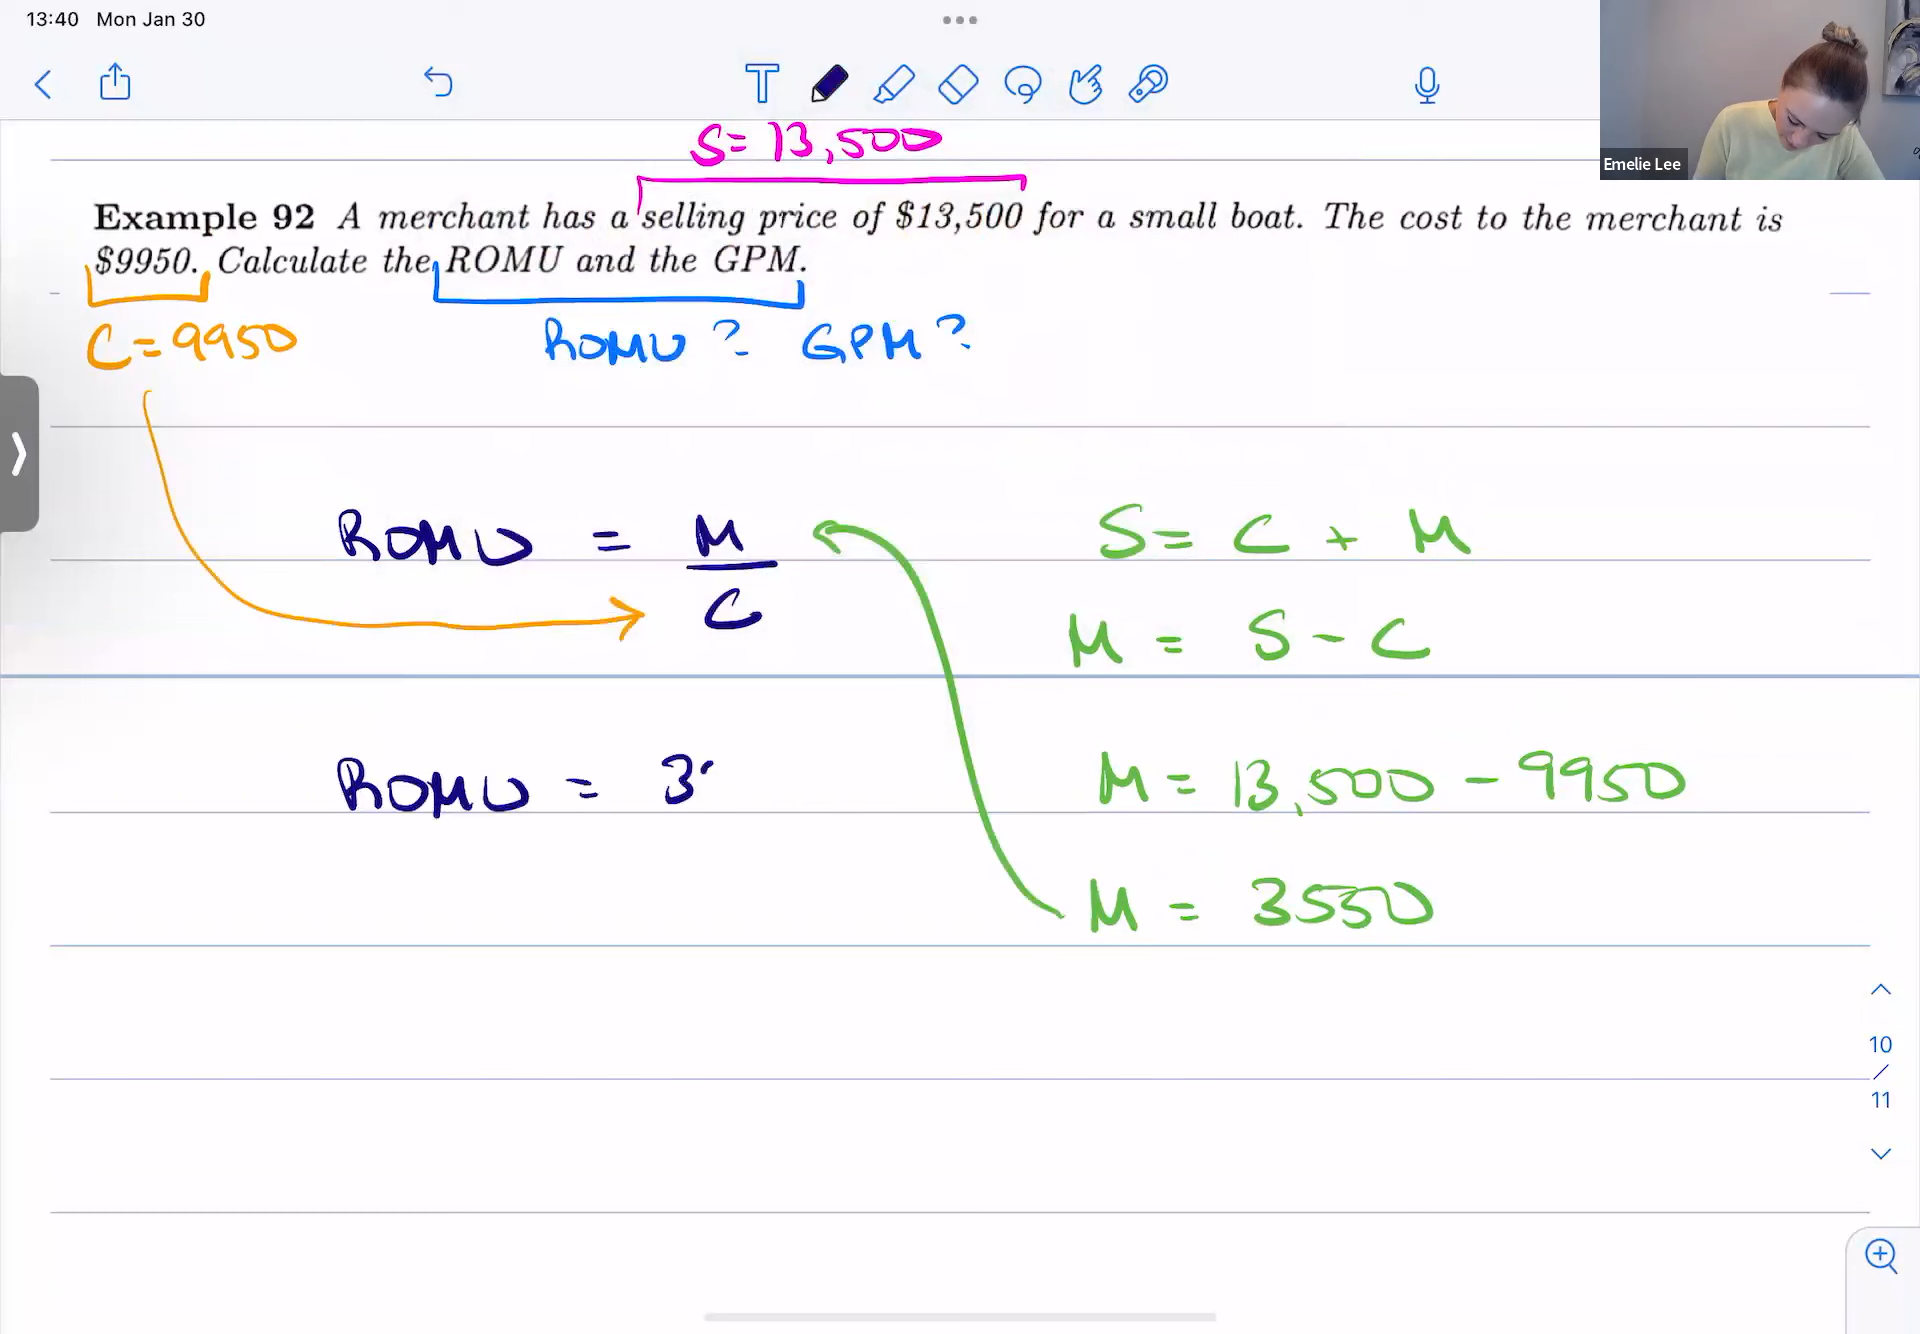 13:40 Mon Jan 30
Emelie Lee
S = 13,500
Example 92 A merchant has a selling price of $13,500 for a small boat. The cost to the merchant is
$9950. Calculate the ROMU and the GPM.
C = 9950
ROMU ? GPM ?
ROMU = M
C
S = C + M
M = S - C
ROMU = 3
M = 13,500 - 9950
M = 3550
10
/
11